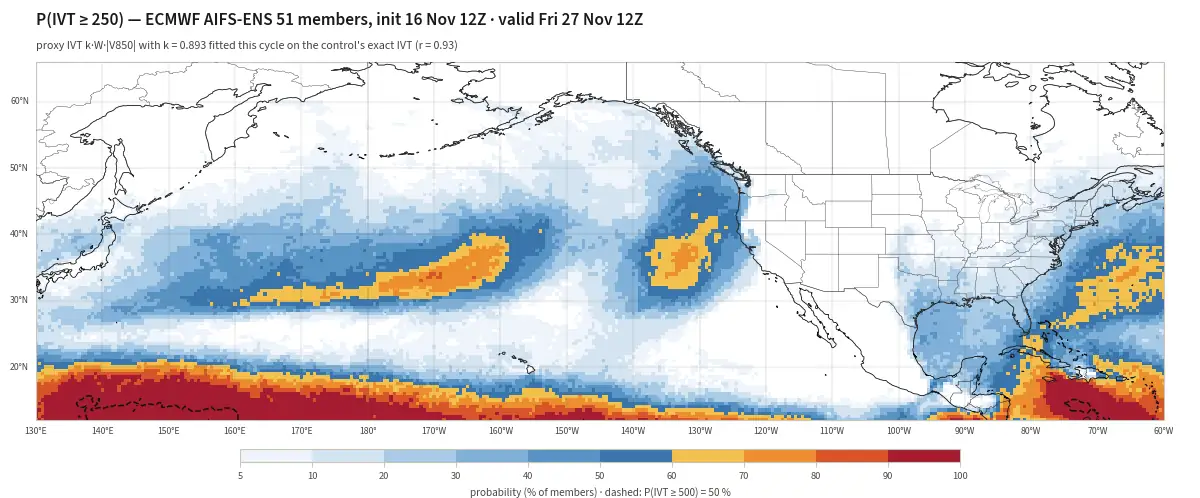 P(IVT ≥ 250) — ECMWF AIFS-ENS 51 members, init 16 Nov 12Z · valid Fri 27 Nov 12Z
proxy IVT k·W·|V850| with k = 0.893 fitted this cycle on the control's exact IVT (r = 0.93)
60°N
50°N
40°N
30°N
20°N
130°E 140°E 150°E 160°E 170°E 180° 170°W 160°W 150°W 140°W 130°W 120°W 110°W 100°W 90°W 80°W 70°W 60°W
5 10 20 30 40 50 60 70 80 90 100
probability (% of members) · dashed: P(IVT ≥ 500) = 50 %